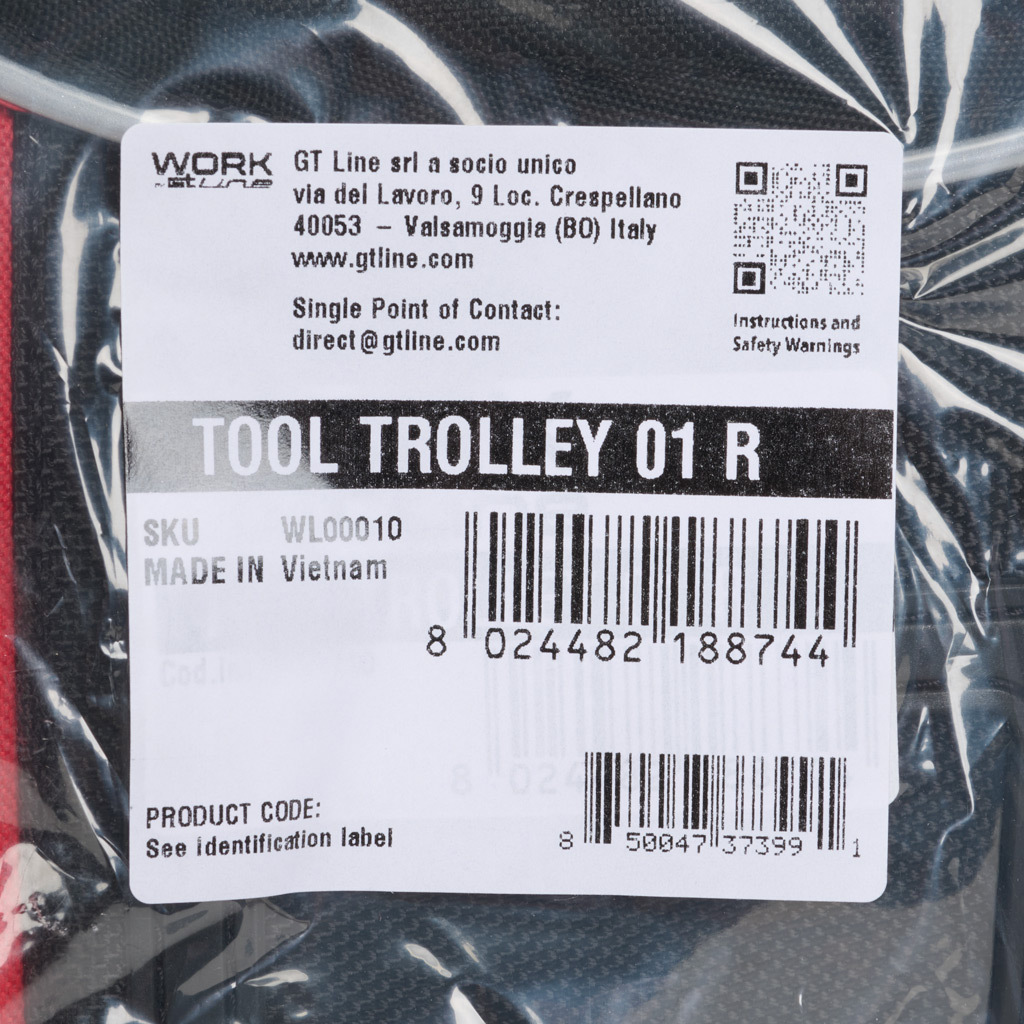 WORK
GT LINE
GT Line srl a socio unico
via del Lavoro, 9 Loc. Crespellano
40053 – Valsamoggia (BO) Italy
www.gtline.com
Single Point of Contact:
direct@gtline.com
Instructions and
Safety Warnings
TOOL TROLLEY 01 R
SKU WL00010
MADE IN Vietnam
8 024482 188744
PRODUCT CODE:
See identification label
8 50047 37399 1